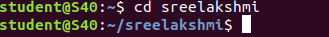 student@S40:~$ cd sreelakshmi
student@S40:~/sreelakshmi$